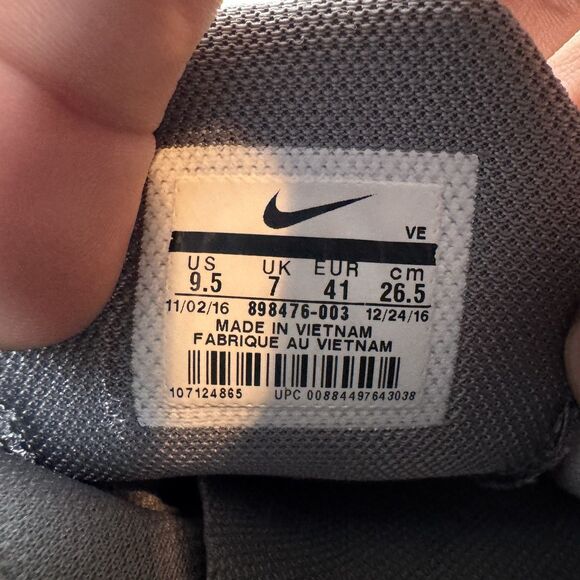 VE
US UK EUR cm
9.5 7 41 26.5
11/02/16 898476-003 12/24/16
MADE IN VIETNAM
FABRIQUE AU VIETNAM
107124865 UPC 00884497643038